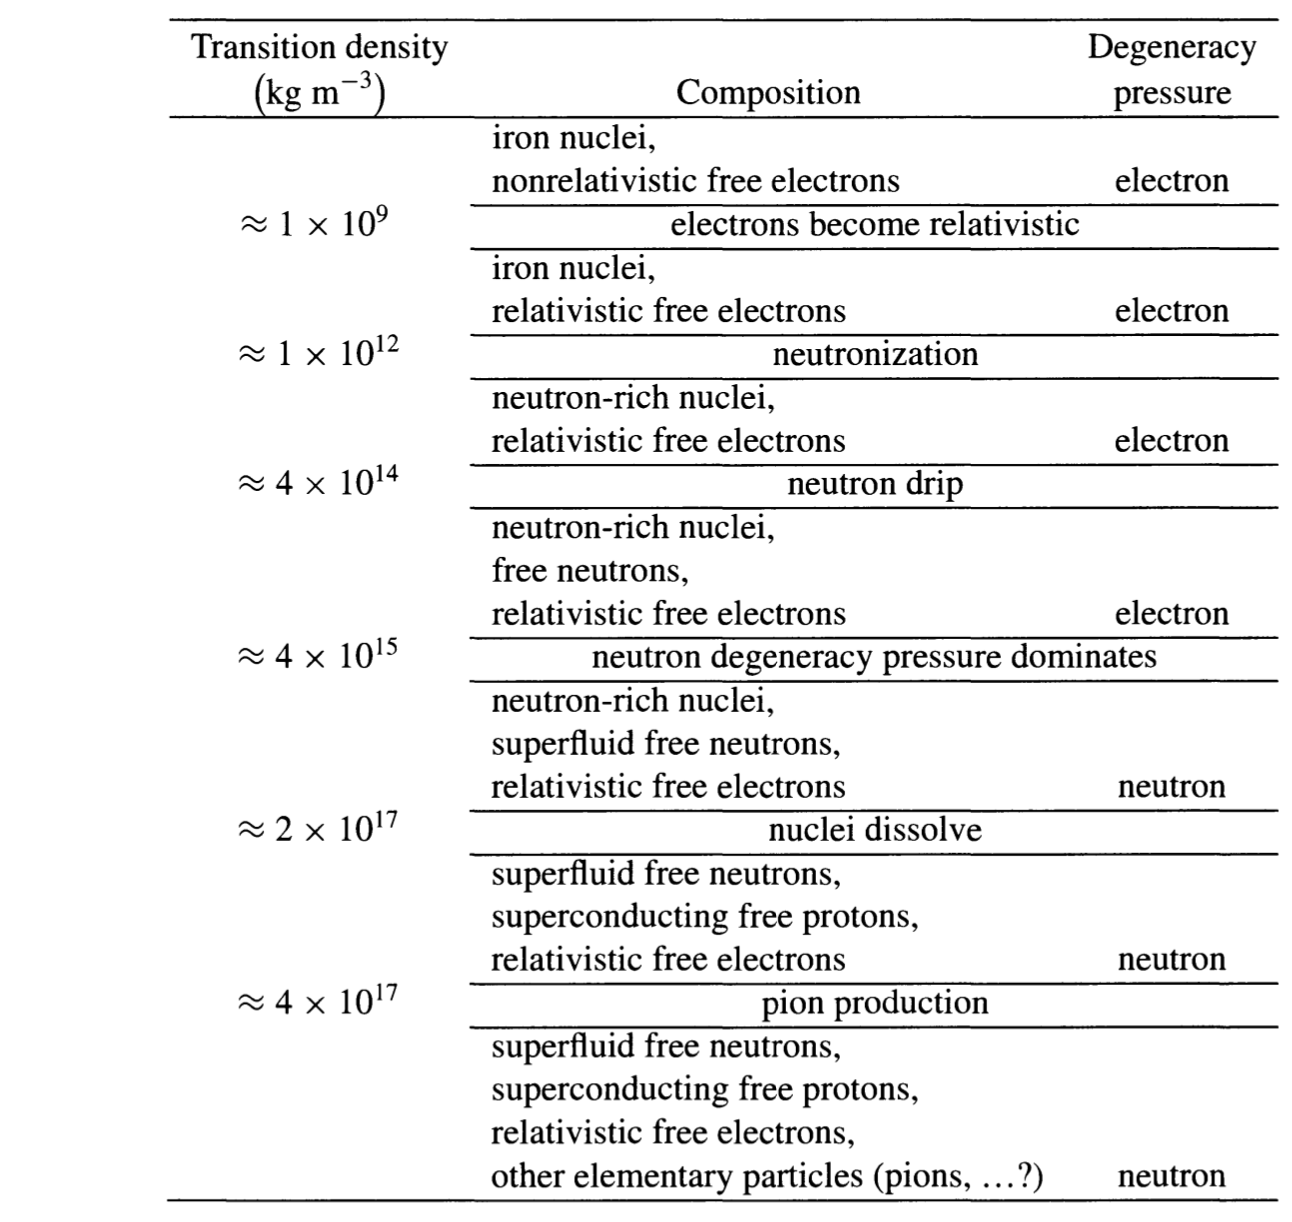 Transition density Degeneracy
(kg m⁻³) Composition pressure
iron nuclei,
nonrelativistic free electrons electron
≈ 1 × 10⁹ electrons become relativistic
iron nuclei,
relativistic free electrons electron
≈ 1 × 10¹² neutronization
neutron-rich nuclei,
relativistic free electrons electron
≈ 4 × 10¹⁴ neutron drip
neutron-rich nuclei,
free neutrons,
relativistic free electrons electron
≈ 4 × 10¹⁵ neutron degeneracy pressure dominates
neutron-rich nuclei,
superfluid free neutrons,
relativistic free electrons neutron
≈ 2 × 10¹⁷ nuclei dissolve
superfluid free neutrons,
superconducting free protons,
relativistic free electrons neutron
≈ 4 × 10¹⁷ pion production
superfluid free neutrons,
superconducting free protons,
relativistic free electrons,
other elementary particles (pions, ...?) neutron